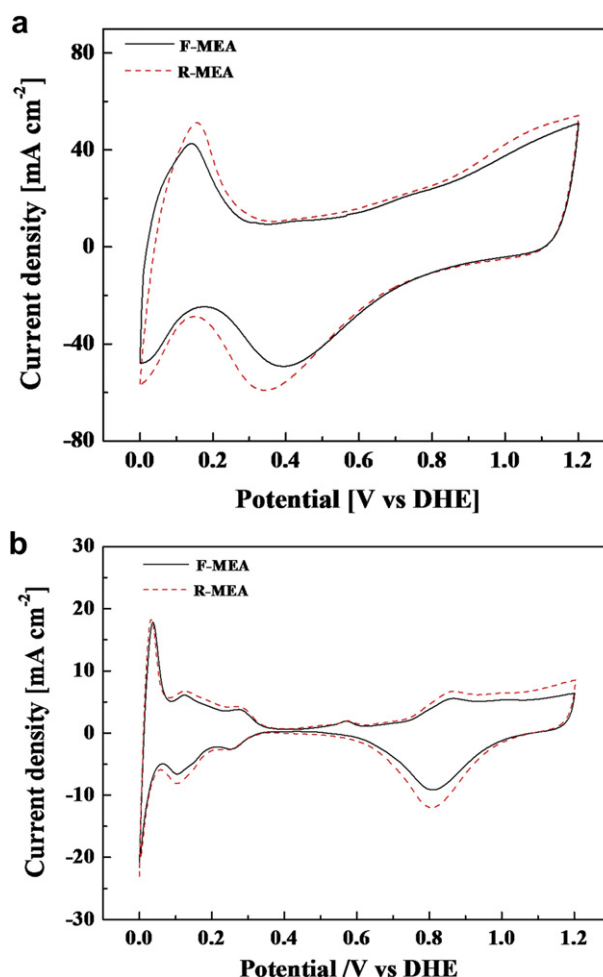 a
F-MEA
R-MEA
80
40
0
-40
-80
Current density [mA cm-2]
0.0 0.2 0.4 0.6 0.8 1.0 1.2
Potential [V vs DHE]
b
F-MEA
R-MEA
30
20
10
0
-10
-20
-30
Current density [mA cm-2]
0.0 0.2 0.4 0.6 0.8 1.0 1.2
Potential /V vs DHE